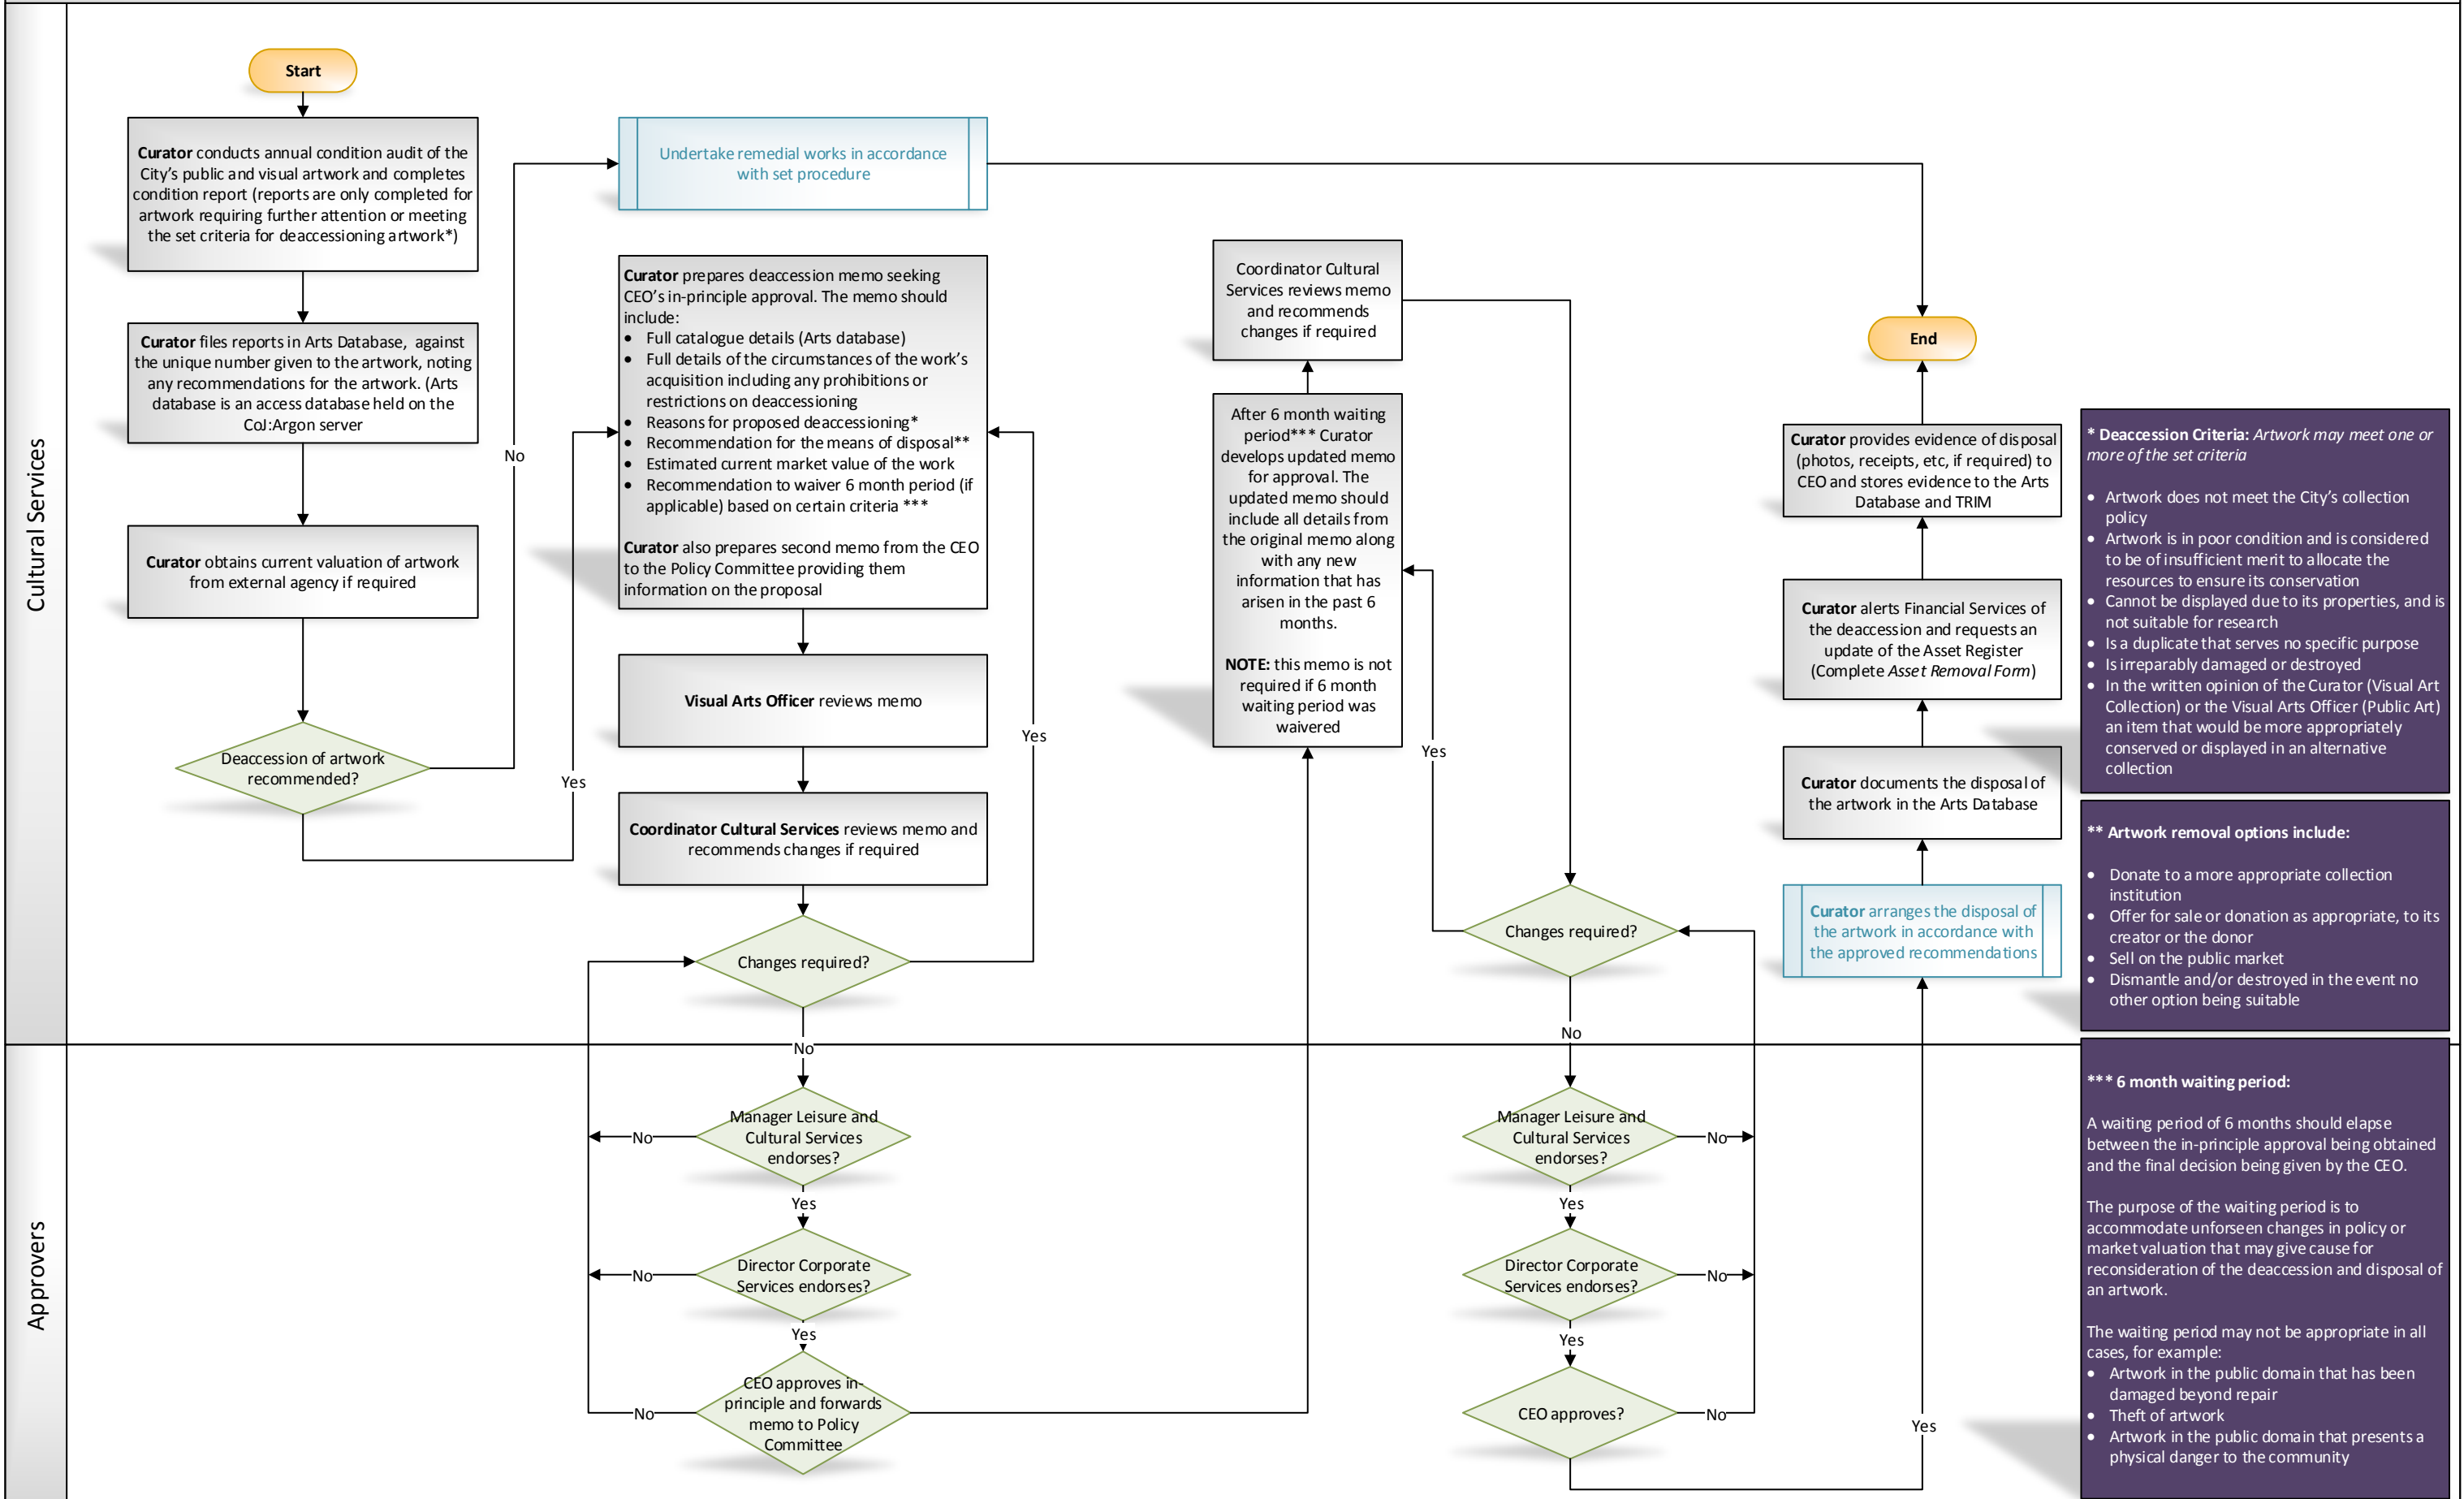 Cultural Services
Approvers
Start
Curator conducts annual condition audit of the
City's public and visual artwork and completes
condition report (reports are only completed for
artwork requiring further attention or meeting
the set criteria for deaccessioning artwork*)
Curator files reports in Arts Database, against
the unique number given to the artwork, noting
any recommendations for the artwork. (Arts
database is an access database held on the
CoJ:Argon server
Curator obtains current valuation of artwork
from external agency if required
Deaccession of artwork
recommended?
No
Yes
Undertake remedial works in accordance
with set procedure
Curator prepares deaccession memo seeking
CEO's in-principle approval. The memo should
include:
• Full catalogue details (Arts database)
• Full details of the circumstances of the work's
acquisition including any prohibitions or
restrictions on deaccessioning
• Reasons for proposed deaccessioning*
• Recommendation for the means of disposal**
• Estimated current market value of the work
• Recommendation to waiver 6 month period (if
applicable) based on certain criteria ***
Curator also prepares second memo from the CEO
to the Policy Committee providing them
information on the proposal
Visual Arts Officer reviews memo
Coordinator Cultural Services reviews memo and
recommends changes if required
Changes required?
Yes
No
Manager Leisure and
Cultural Services
endorses?
No
Yes
Director Corporate
Services endorses?
No
Yes
CEO approves in-
principle and forwards
memo to Policy
Committee
No
Coordinator Cultural
Services reviews memo
and recommends
changes if required
After 6 month waiting
period*** Curator
develops updated memo
for approval. The
updated memo should
include all details from
the original memo along
with any new
information that has
arisen in the past 6
months.
NOTE: this memo is not
required if 6 month
waiting period was
waivered
Yes
Changes required?
No
Manager Leisure and
Cultural Services
endorses?
No
Yes
Director Corporate
Services endorses?
No
Yes
CEO approves?
No
Yes
End
Curator provides evidence of disposal
(photos, receipts, etc, if required) to
CEO and stores evidence to the Arts
Database and TRIM
Curator alerts Financial Services of
the deaccession and requests an
update of the Asset Register
(Complete Asset Removal Form)
Curator documents the disposal of
the artwork in the Arts Database
Curator arranges the disposal of
the artwork in accordance with
the approved recommendations
* Deaccession Criteria: Artwork may meet one or
more of the set criteria
• Artwork does not meet the City's collection
policy
• Artwork is in poor condition and is considered
to be of insufficient merit to allocate the
resources to ensure its conservation
• Cannot be displayed due to its properties, and is
not suitable for research
• Is a duplicate that serves no specific purpose
• Is irreparably damaged or destroyed
• In the written opinion of the Curator (Visual Art
Collection) or the Visual Arts Officer (Public Art)
an item that would be more appropriately
conserved or displayed in an alternative
collection
** Artwork removal options include:
• Donate to a more appropriate collection
institution
• Offer for sale or donation as appropriate, to its
creator or the donor
• Sell on the public market
• Dismantle and/or destroyed in the event no
other option being suitable
*** 6 month waiting period:
A waiting period of 6 months should elapse
between the in-principle approval being obtained
and the final decision being given by the CEO.
The purpose of the waiting period is to
accommodate unforseen changes in policy or
market valuation that may give cause for
reconsideration of the deaccession and disposal of
an artwork.
The waiting period may not be appropriate in all
cases, for example:
• Artwork in the public domain that has been
damaged beyond repair
• Theft of artwork
• Artwork in the public domain that presents a
physical danger to the community